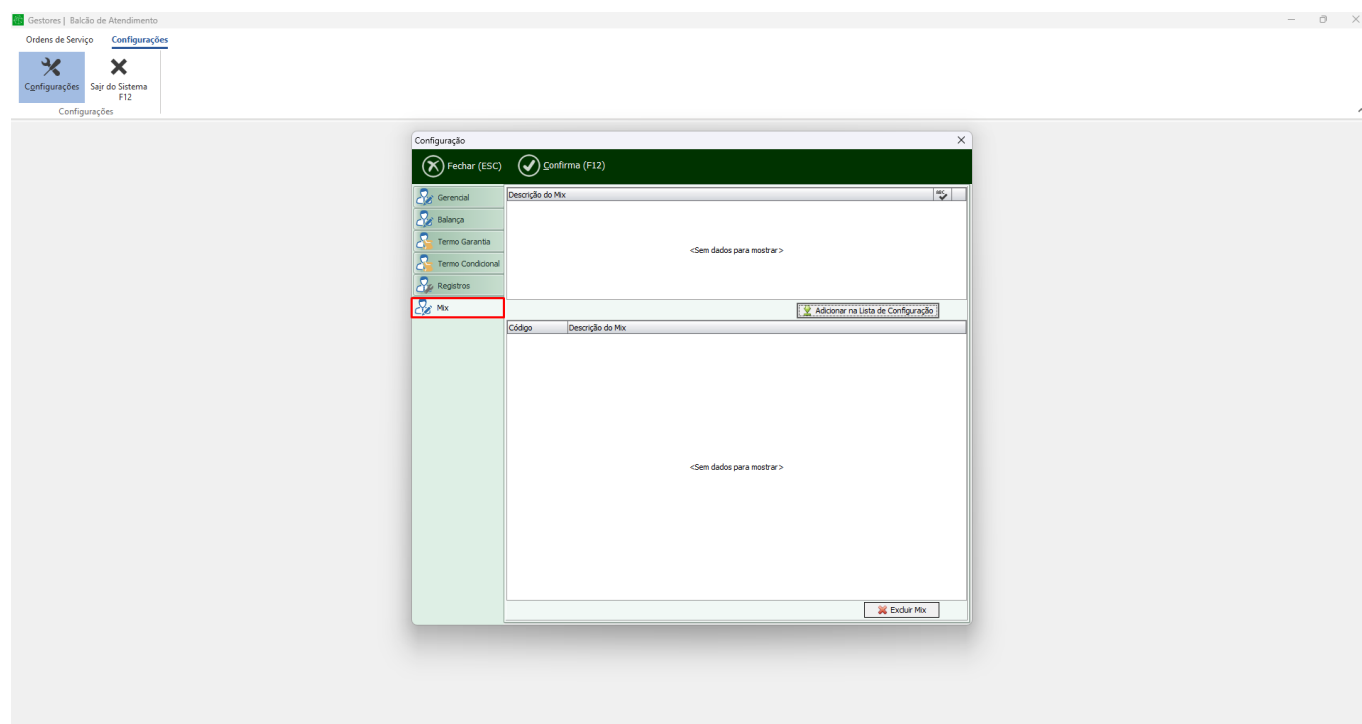 Gestores | Balcão de Atendimento
Ordens de Serviço Configurações
Configurações Sair do Sistema F12
Configurações
Configuração
Fechar (ESC) Confirma (F12)
Gerencial
Balança
Termo Garantia
Termo Condicional
Registros
Mix
Descrição do Mix ABC
<Sem dados para mostrar>
Adicionar na Lista de Configuração
Código Descrição do Mix
<Sem dados para mostrar>
Excluir Mix